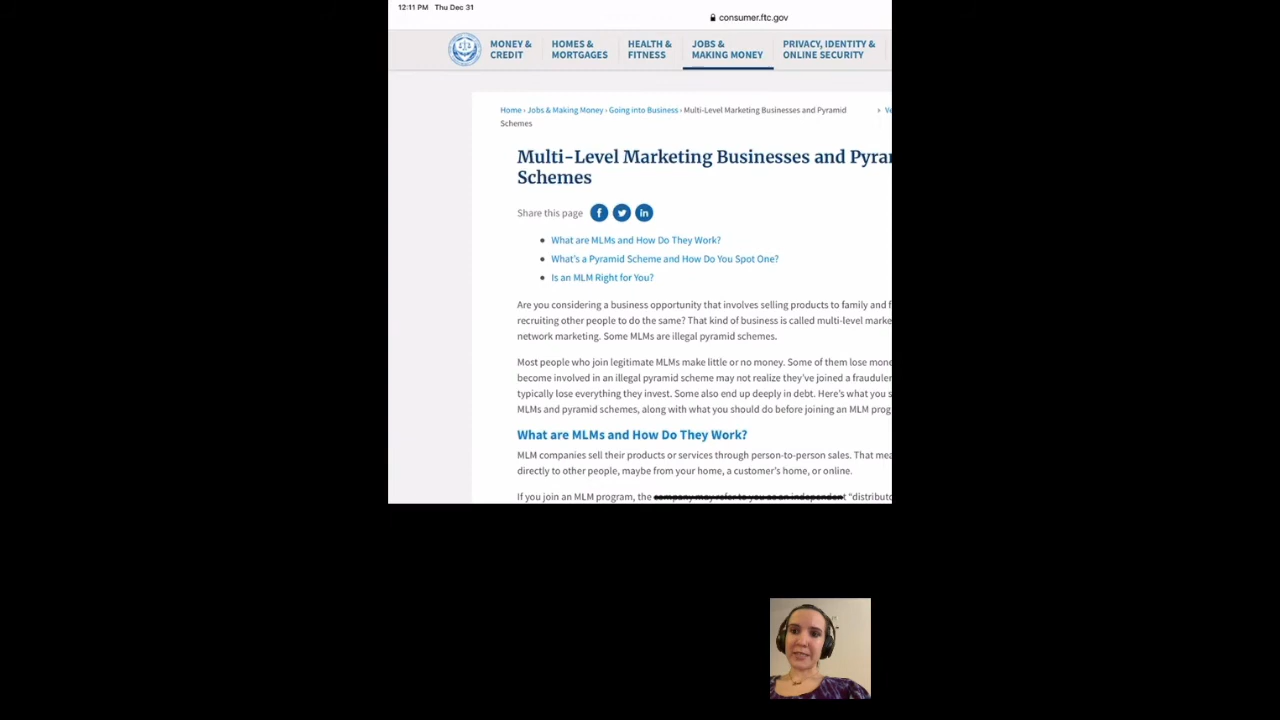 12:11 PM Thu Dec 31
consumer.ftc.gov
MONEY & CREDIT
HOMES & MORTGAGES
HEALTH & FITNESS
JOBS & MAKING MONEY
PRIVACY, IDENTITY & ONLINE SECURITY
Home › Jobs & Making Money › Going into Business › Multi-Level Marketing Businesses and Pyramid
Schemes
Multi-Level Marketing Businesses and Pyra
Schemes
Share this page
What are MLMs and How Do They Work?
What's a Pyramid Scheme and How Do You Spot One?
Is an MLM Right for You?
Are you considering a business opportunity that involves selling products to family and f
recruiting other people to do the same? That kind of business is called multi-level marke
network marketing. Some MLMs are illegal pyramid schemes.
Most people who join legitimate MLMs make little or no money. Some of them lose mone
become involved in an illegal pyramid scheme may not realize they've joined a fraudule
typically lose everything they invest. Some also end up deeply in debt. Here's what you s
MLMs and pyramid schemes, along with what you should do before joining an MLM prog
What are MLMs and How Do They Work?
MLM companies sell their products or services through person-to-person sales. That mea
directly to other people, maybe from your home, a customer's home, or online.
If you join an MLM program, the company may refer to you as an independent "distributo